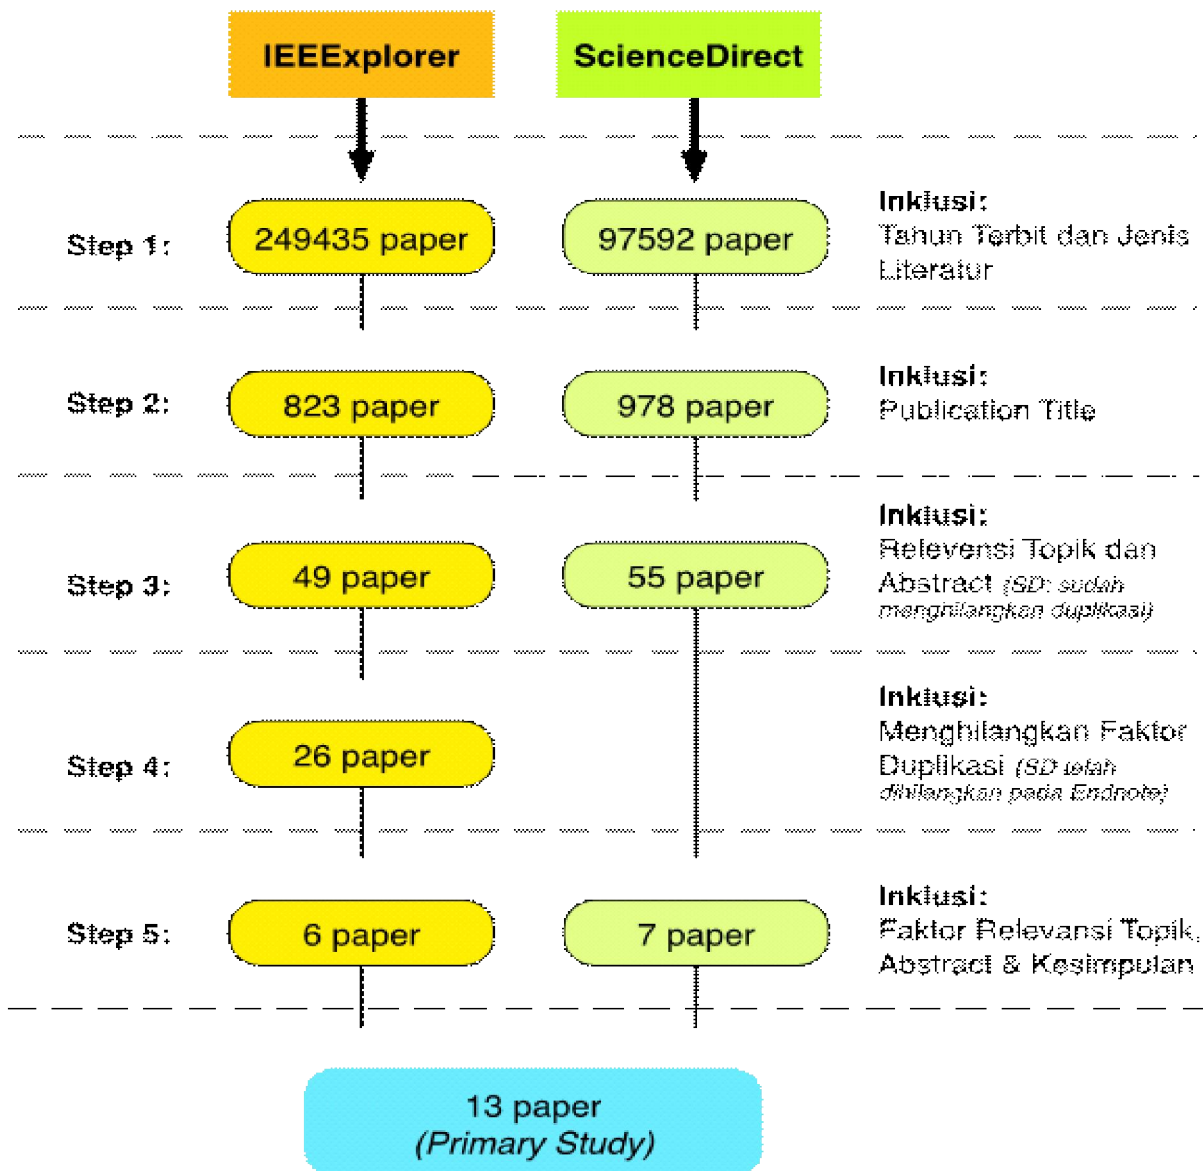 IEEExplorer
ScienceDirect
Step 1:
249435 paper
97592 paper
Inklusi:
Tahun Terbit dan Jenis
Literatur
Step 2:
823 paper
978 paper
Inklusi:
Publication Title
Step 3:
49 paper
55 paper
Inklusi:
Relevensi Topik dan
Abstract (SD: sudah
menghilangkan duplikasi)
Step 4:
26 paper
Inklusi:
Menghilangkan Faktor
Duplikasi (SD telah
dihilangkan pada Endnote)
Step 5:
6 paper
7 paper
Inklusi:
Faktor Relevansi Topik,
Abstract & Kesimpulan
13 paper
(Primary Study)